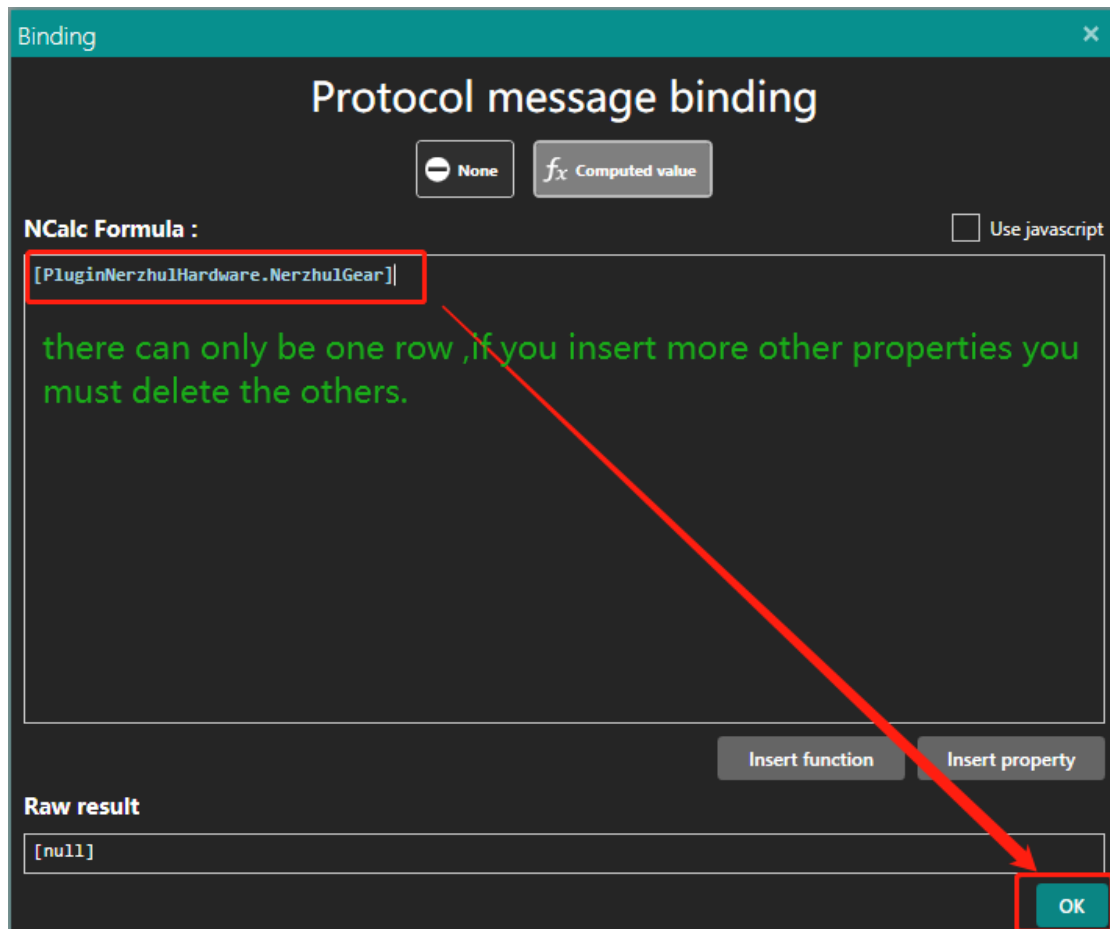 Binding
Protocol message binding
None
fx Computed value
NCalc Formula :
Use javascript
[PluginNerzhulHardware.NerzhulGear]
there can only be one row ,if you insert more other properties you
must delete the others.
Insert function
Insert property
Raw result
[null]
OK